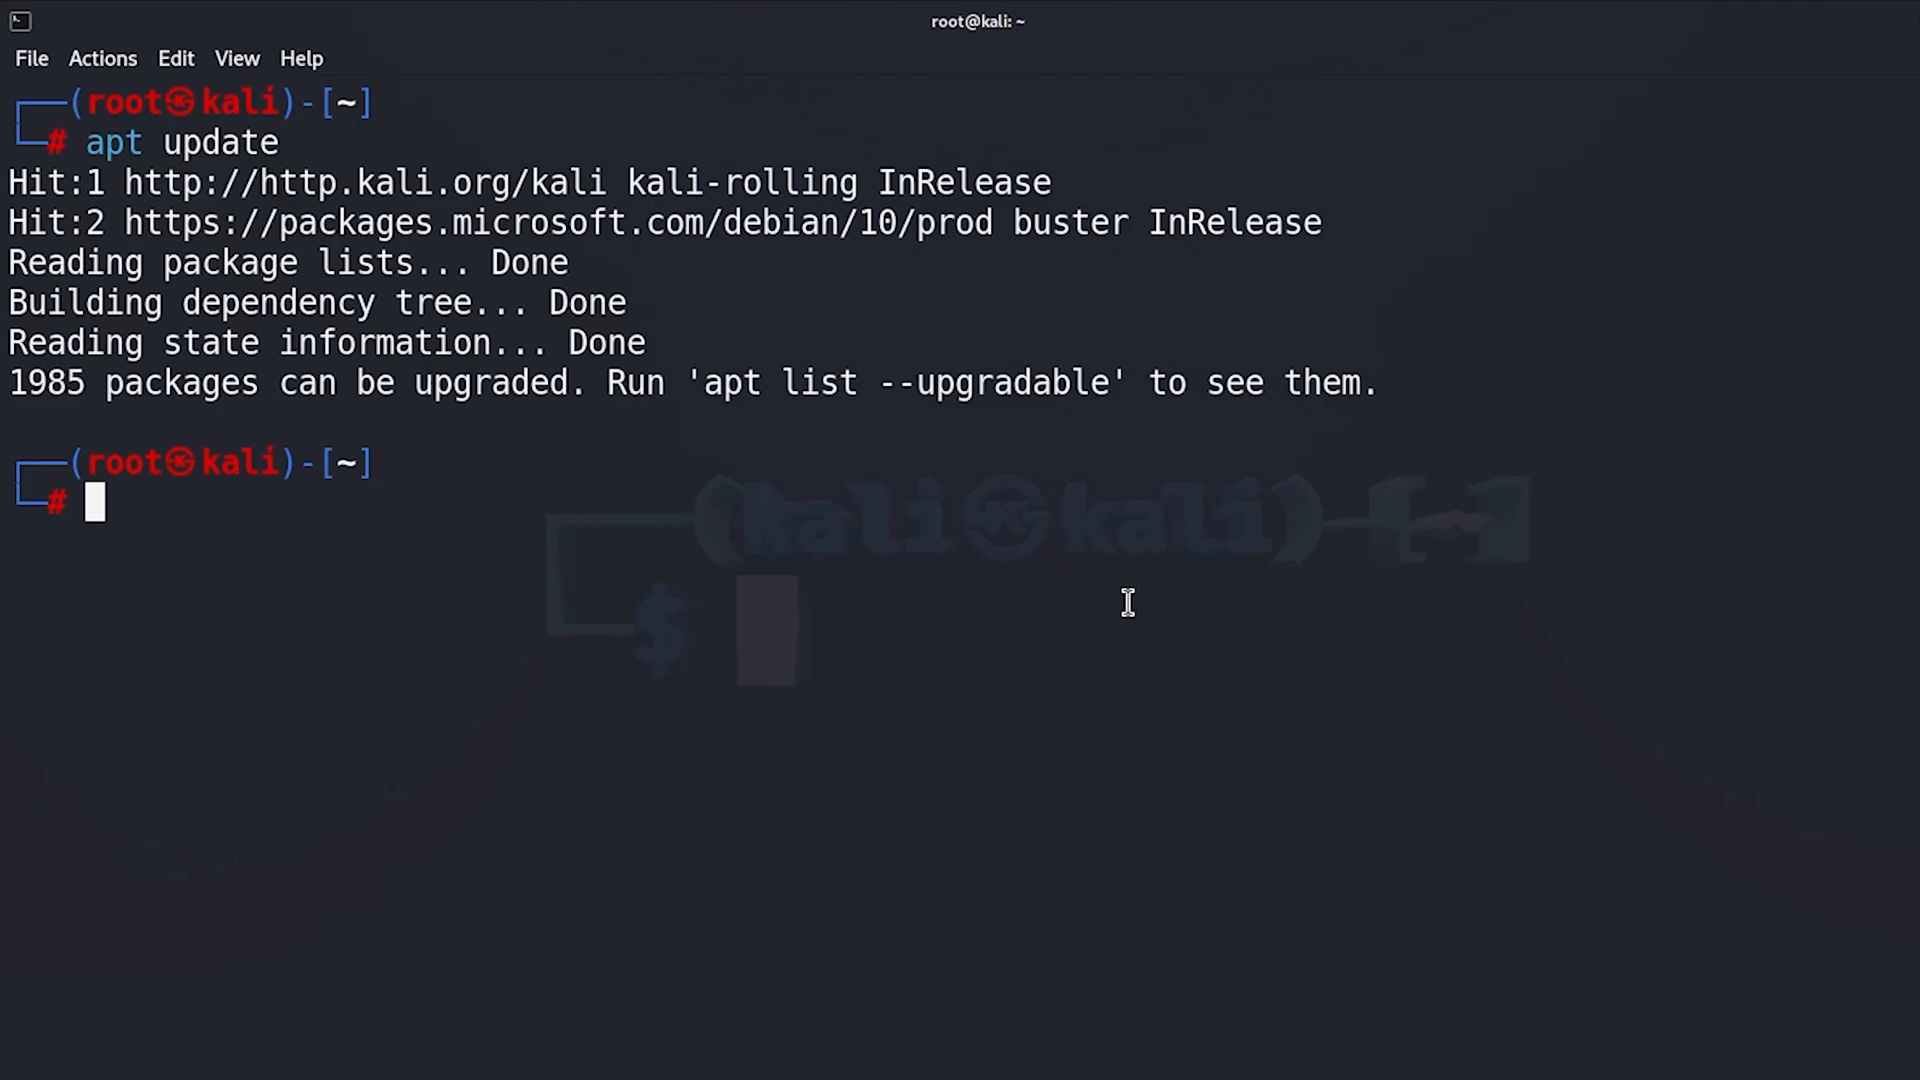 root@kali: ~
File Actions Edit View Help
┌──(root㉿kali)-[~]
└─# apt update
Hit:1 http://http.kali.org/kali kali-rolling InRelease
Hit:2 https://packages.microsoft.com/debian/10/prod buster InRelease
Reading package lists... Done
Building dependency tree... Done
Reading state information... Done
1985 packages can be upgraded. Run 'apt list --upgradable' to see them.
┌──(root㉿kali)-[~]
└─#
┌──(kali㉿kali)-[~]
└─$